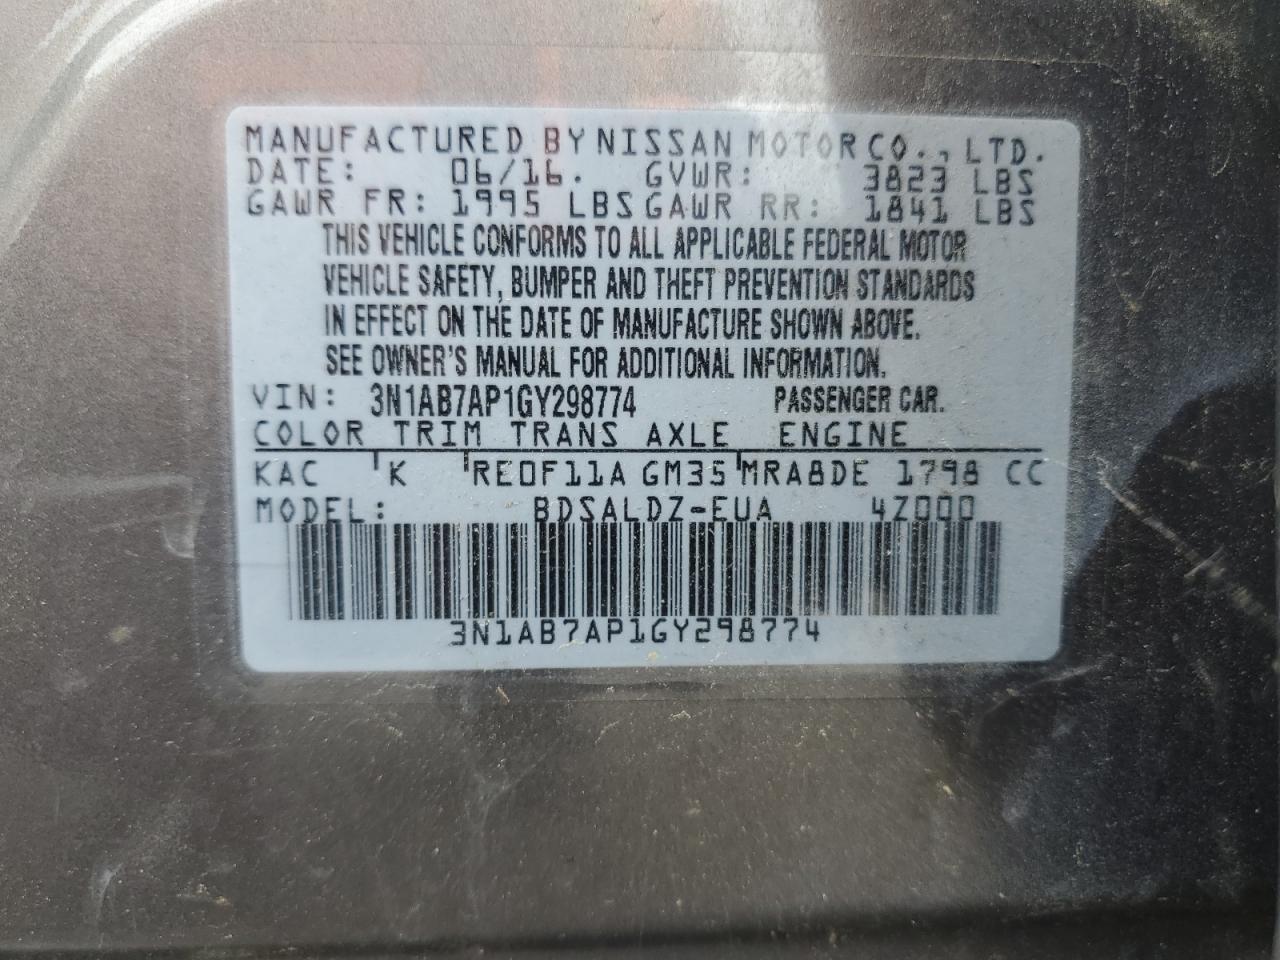 MANUFACTURED BY NISSAN MOTOR CO., LTD.
DATE: 06/16. GVWR: 3823 LBS
GAWR FR: 1995 LBS GAWR RR: 1841 LBS
THIS VEHICLE CONFORMS TO ALL APPLICABLE FEDERAL MOTOR
VEHICLE SAFETY, BUMPER AND THEFT PREVENTION STANDARDS
IN EFFECT ON THE DATE OF MANUFACTURE SHOWN ABOVE.
SEE OWNER'S MANUAL FOR ADDITIONAL INFORMATION.
VIN: 3N1AB7AP1GY298774 PASSENGER CAR.
COLOR TRIM TRANS AXLE ENGINE
KAC K RE0F11A GM35 MRA8DE 1798 CC
MODEL: BDSALDZ-EUA 4Z000
3N1AB7AP1GY298774